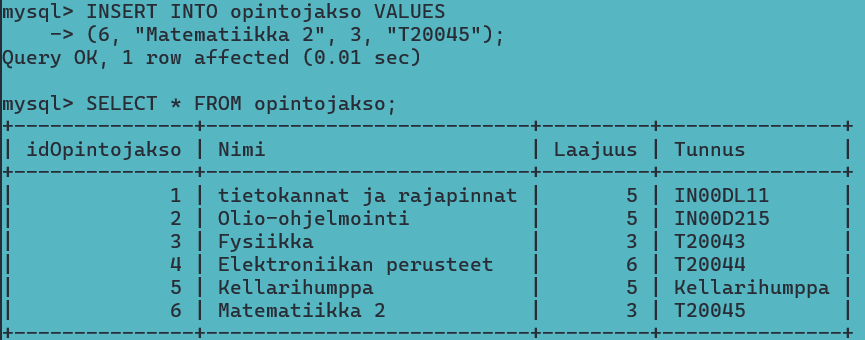 mysql> INSERT INTO opintojakso VALUES
    -> (6, "Matematiikka 2", 3, "T20045");
Query OK, 1 row affected (0.01 sec)
mysql> SELECT * FROM opintojakso;
+---------------+---------------------------+---------+--------------+
| idOpintojakso | Nimi                      | Laajuus | Tunnus       |
+---------------+---------------------------+---------+--------------+
|             1 | tietokannat ja rajapinnat |       5 | IN00DL11     |
|             2 | Olio-ohjelmointi          |       5 | IN00D215     |
|             3 | Fysiikka                  |       3 | T20043       |
|             4 | Elektroniikan perusteet   |       6 | T20044       |
|             5 | Kellarihumppa             |       5 | Kellarihumppa |
|             6 | Matematiikka 2            |       3 | T20045       |
+---------------+---------------------------+---------+--------------+